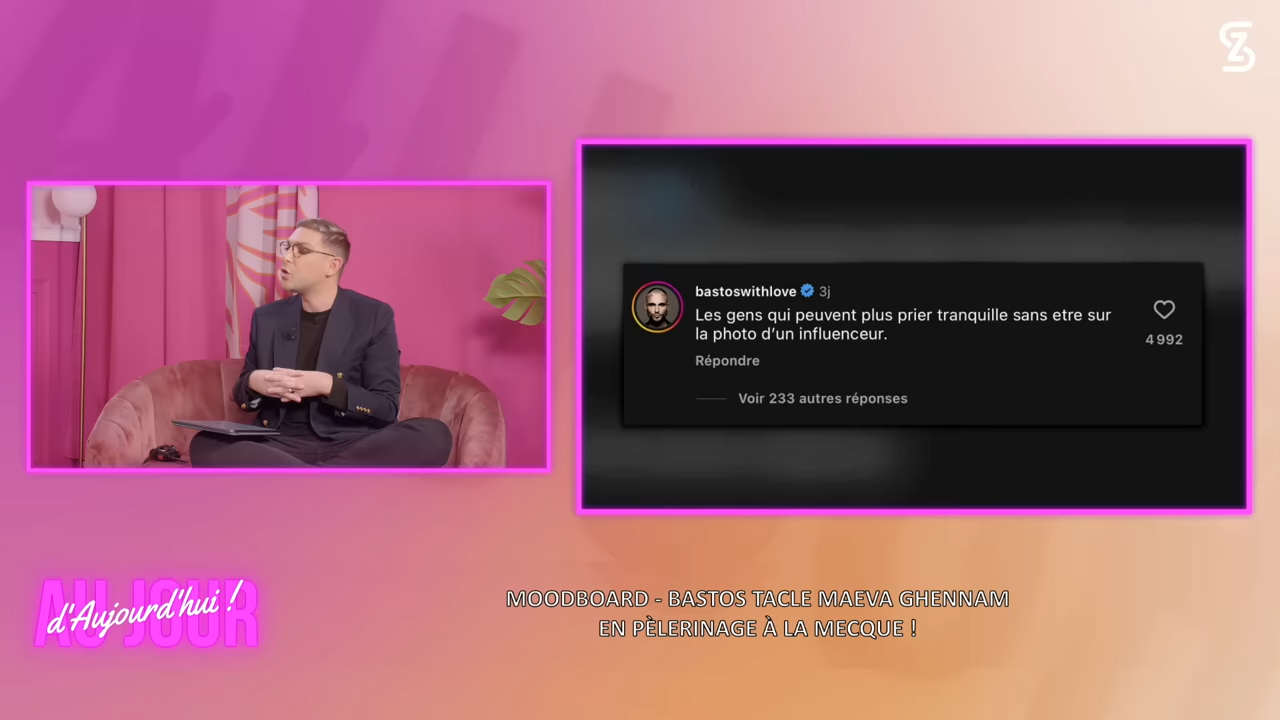 SZ
bastoswithlove 3j
Les gens qui peuvent plus prier tranquille sans etre sur
la photo d'un influenceur.
4 992
Répondre
Voir 233 autres réponses
AU JOUR
d'Aujourd'hui !
MOODBOARD - BASTOS TACLE MAEVA GHENNAM
EN PÈLERINAGE À LA MECQUE !